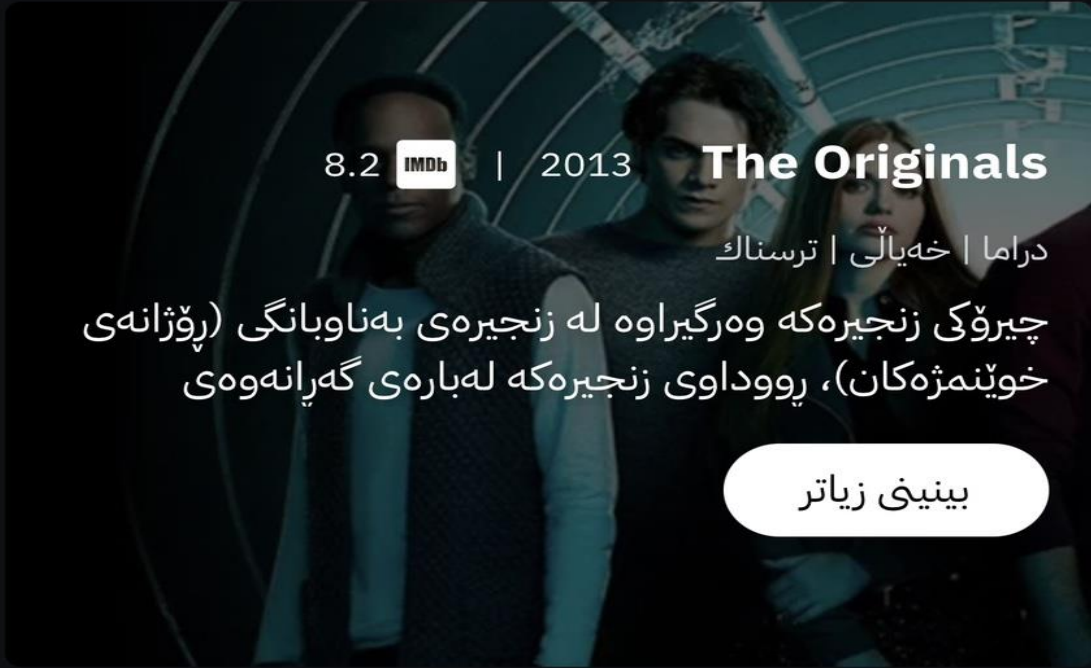 The Originals 2013 | IMDb 8.2
دراما | خەیاڵی | ترسناك
چیرۆکی زنجیرەکە وەرگیراوە لە زنجیرەی بەناوبانگی (ڕۆژانەی
خوێنمژەکان)، ڕووداوی زنجیرەکە لەبارەی گەڕانەوەی
بینینی زیاتر